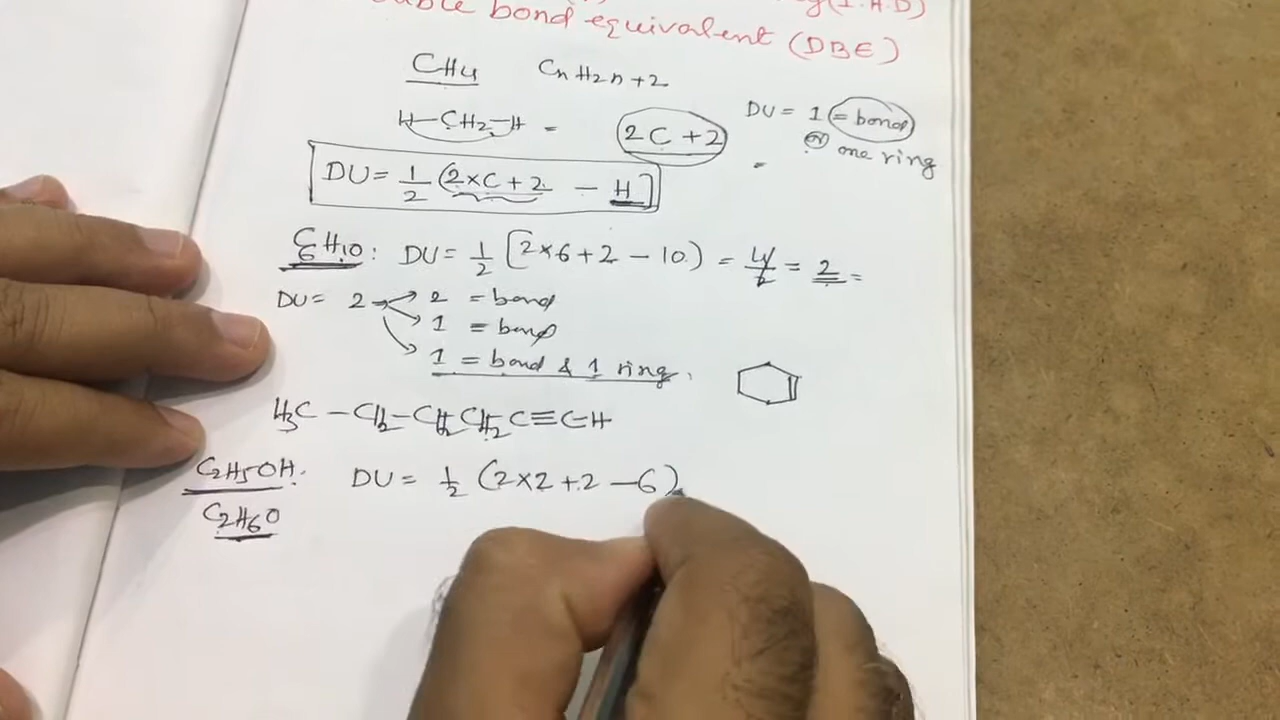 bond equivalent (DBE)
CH4 CnH2n+2
H-CH2-H = 2C+2
DU = 1 = bond
or one ring
=
DU = 1/2 (2×C+2 - H]
C6H10: DU = 1/2 [2×6+2-10.) = 4/2 = 2 =
DU = 2 → 2 = bond
1 ≡ bond
1 = bond & 1 ring.
H3C-CH2-CH2CH2C≡C-H
C2H5OH. DU = 1/2 (2×2+2-6)
C2H6O